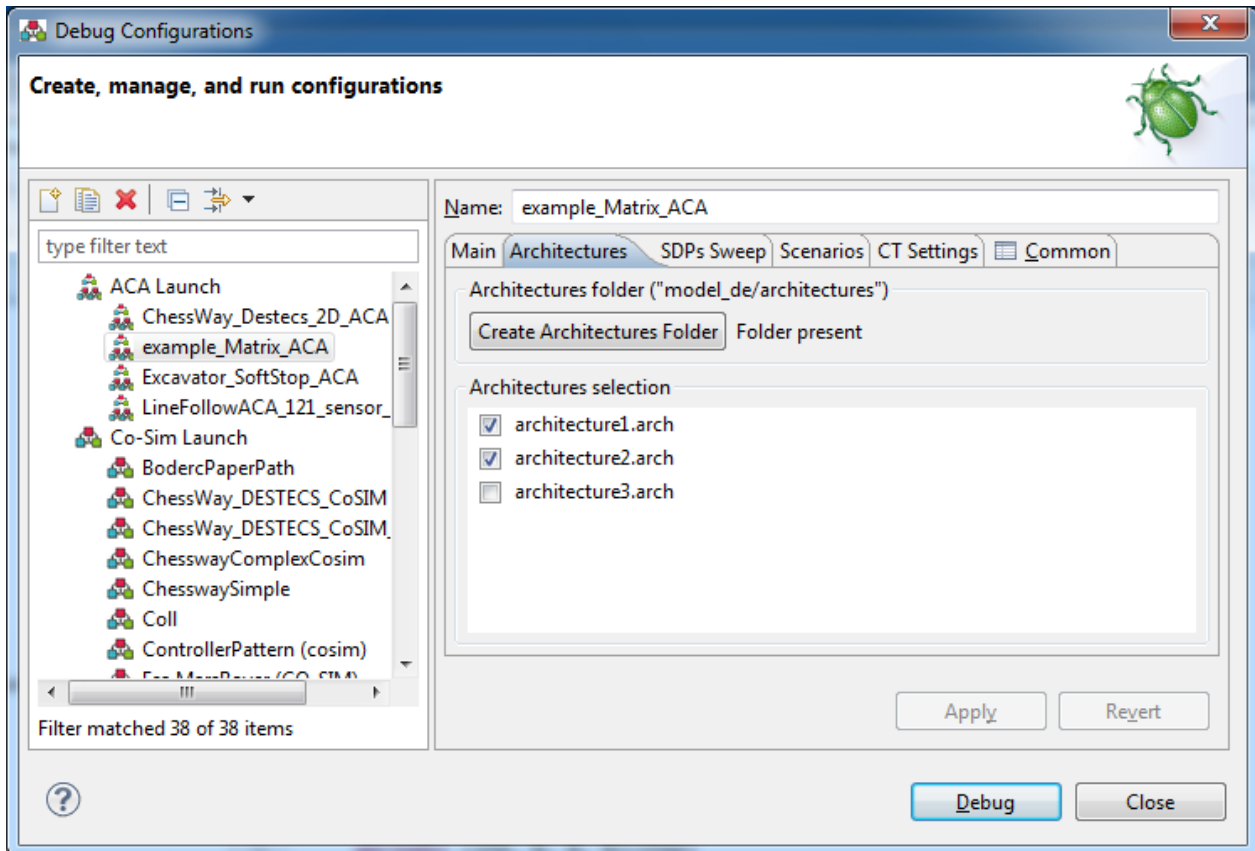 Debug Configurations
Create, manage, and run configurations
type filter text
ACA Launch
ChessWay_Destecs_2D_ACA
example_Matrix_ACA
Excavator_SoftStop_ACA
LineFollowACA_121_sensor_
Co-Sim Launch
BodercPaperPath
ChessWay_DESTECS_CoSIM
ChessWay_DESTECS_CoSIM_
ChesswayComplexCosim
ChesswaySimple
Coll
ControllerPattern (cosim)
Filter matched 38 of 38 items
Name: example_Matrix_ACA
Main Architectures SDPs Sweep Scenarios CT Settings Common
Architectures folder ("model_de/architectures")
Create Architectures Folder Folder present
Architectures selection
architecture1.arch
architecture2.arch
architecture3.arch
Apply Revert
? Debug Close